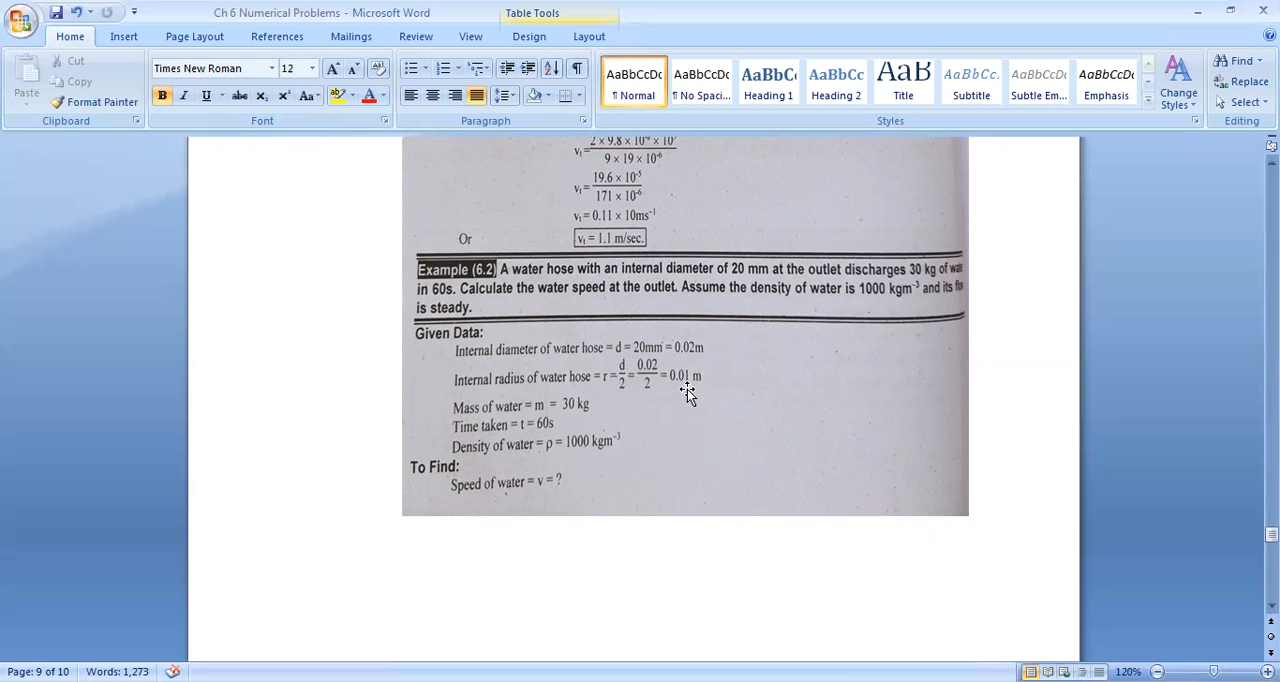 Ch 6 Numerical Problems - Microsoft Word
Table Tools
Home Insert Page Layout References Mailings Review View Design Layout
Cut
Copy
Paste
Format Painter
Clipboard
Times New Roman 12
Font
Paragraph
AaBbCcDc AaBbCcDc AaBbC AaBbCc AaB AaBbCc. AaBbCcDc AaBbCcDc
¶ Normal ¶ No Spaci... Heading 1 Heading 2 Title Subtitle Subtle Em... Emphasis
Change Styles
Styles
Find
Replace
Select
Editing
vₜ = 2 × 9.8 × 10 × 10
9 × 19 × 10⁻⁶
vₜ = 19.6 × 10⁻⁵
171 × 10⁻⁶
vₜ = 0.11 × 10ms⁻¹
Or vₜ = 1.1 m/sec.
Example (6.2) A water hose with an internal diameter of 20 mm at the outlet discharges 30 kg of
in 60s. Calculate the water speed at the outlet. Assume the density of water is 1000 kgm⁻³ and its
is steady.
Given Data:
Internal diameter of water hose = d = 20mm = 0.02m
Internal radius of water hose = r = d/2 = 0.02/2 = 0.01 m
Mass of water = m = 30 kg
Time taken = t = 60s
Density of water = ρ = 1000 kgm⁻³
To Find:
Speed of water = v = ?
Page: 9 of 10 Words: 1,273 120%